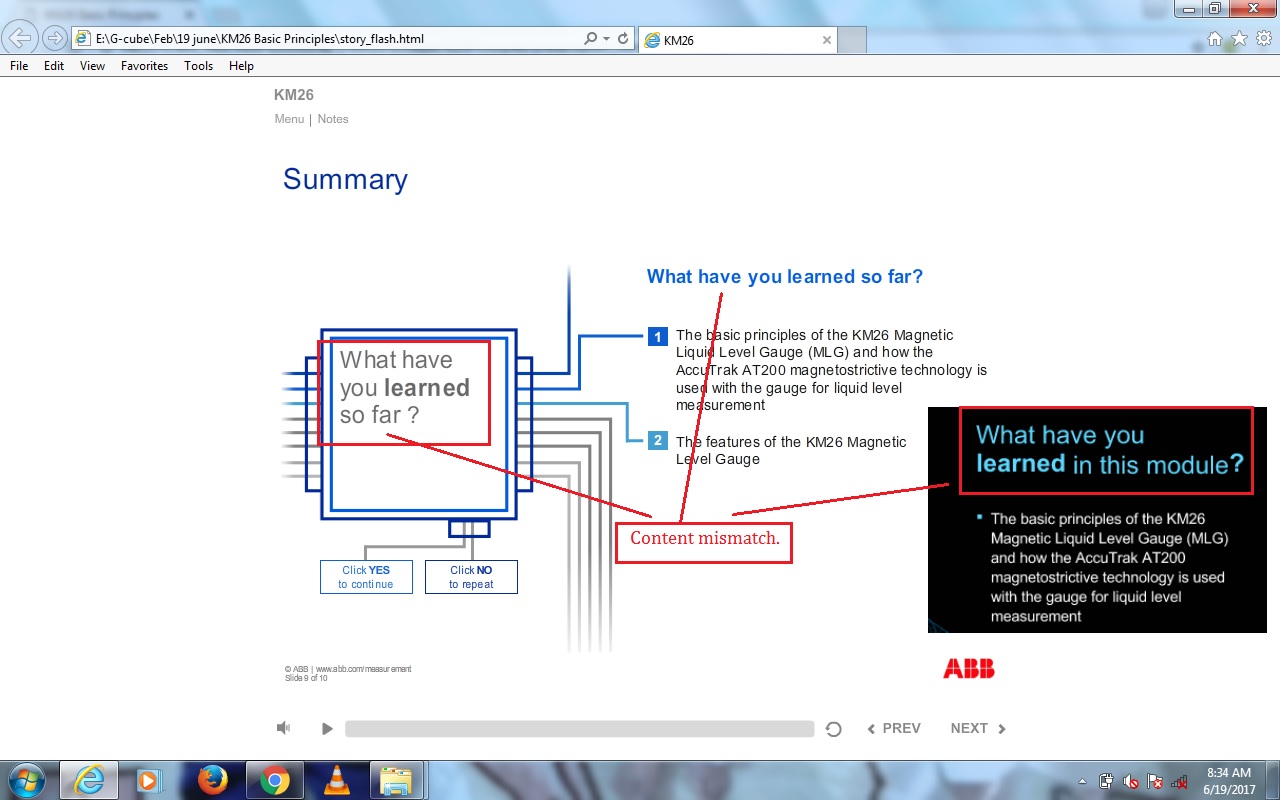 E:\G-cube\Feb\19 june\KM26 Basic Principles\story_flash.html
KM26
File Edit View Favorites Tools Help
KM26
Menu | Notes
Summary
What have you learned so far?
What have
you learned
so far ?
1 The basic principles of the KM26 Magnetic
Liquid Level Gauge (MLG) and how the
AccuTrak AT200 magnetostrictive technology is
used with the gauge for liquid level
measurement
2 The features of the KM26 Magnetic
Level Gauge
What have you
learned in this module?
The basic principles of the KM26
Magnetic Liquid Level Gauge (MLG)
and how the AccuTrak AT200
magnetostrictive technology is used
with the gauge for liquid level
measurement
Content mismatch.
Click YES
to continue
Click NO
to repeat
© ABB | www.abb.com/measurement
Slide 9 of 10
ABB
PREV
NEXT
8:34 AM
6/19/2017